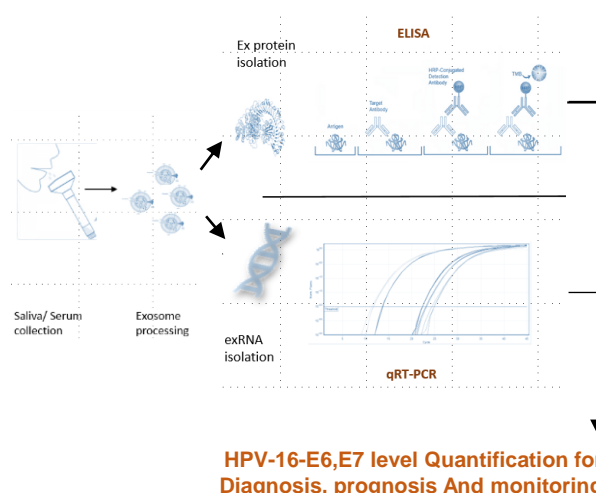 Ex protein
isolation
ELISA
HRP-Conjugated
Detection
Antibody
TMB
Target
Antibody
Antigen
Saliva/ Serum
collection
Exosome
processing
exRNA
isolation
qRT-PCR
HPV-16-E6,E7 level Quantification for
Diagnosis, prognosis And monitoring